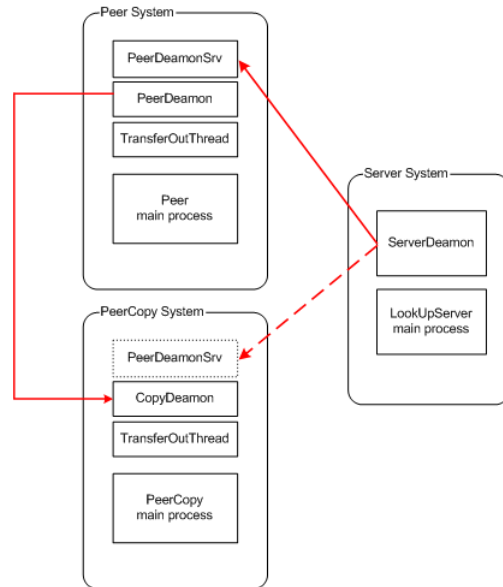 Peer System
PeerDeamonSrv
PeerDeamon
TransferOutThread
Peer
main process
Server System
ServerDeamon
LookUpServer
main process
PeerCopy System
PeerDeamonSrv
CopyDeamon
TransferOutThread
PeerCopy
main process